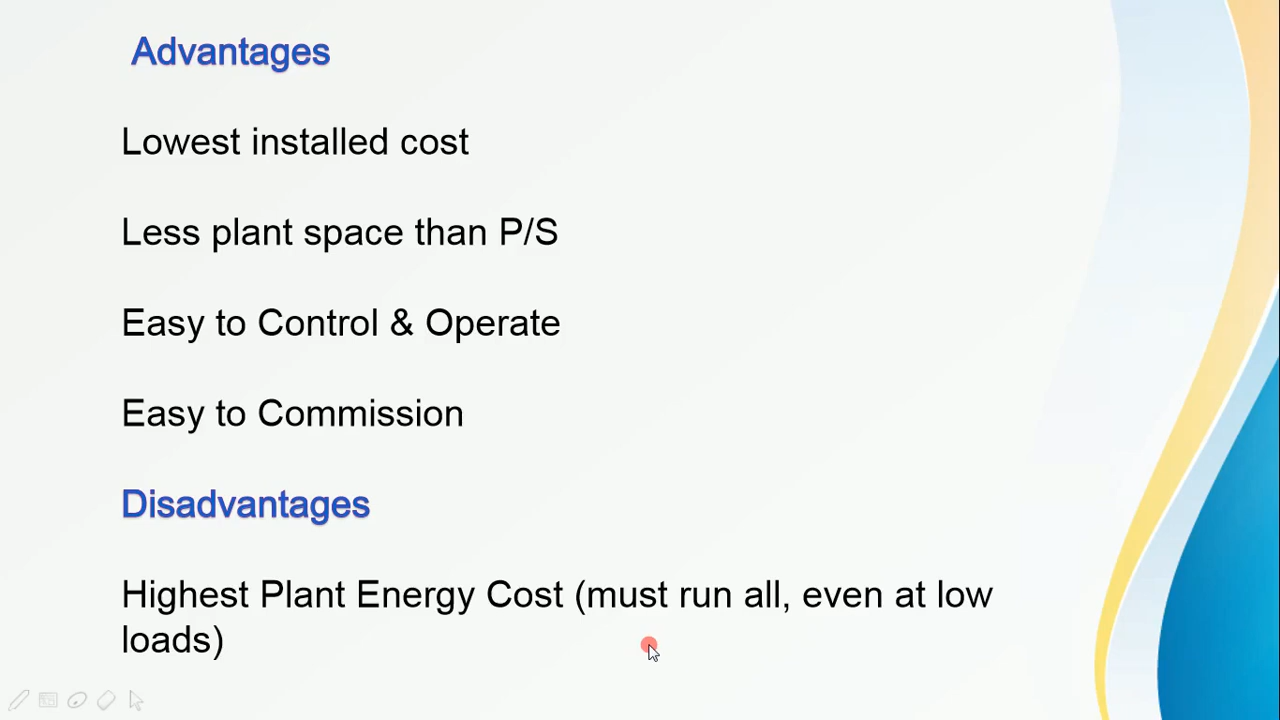 Advantages
Lowest installed cost
Less plant space than P/S
Easy to Control & Operate
Easy to Commission
Disadvantages
Highest Plant Energy Cost (must run all, even at low
loads)